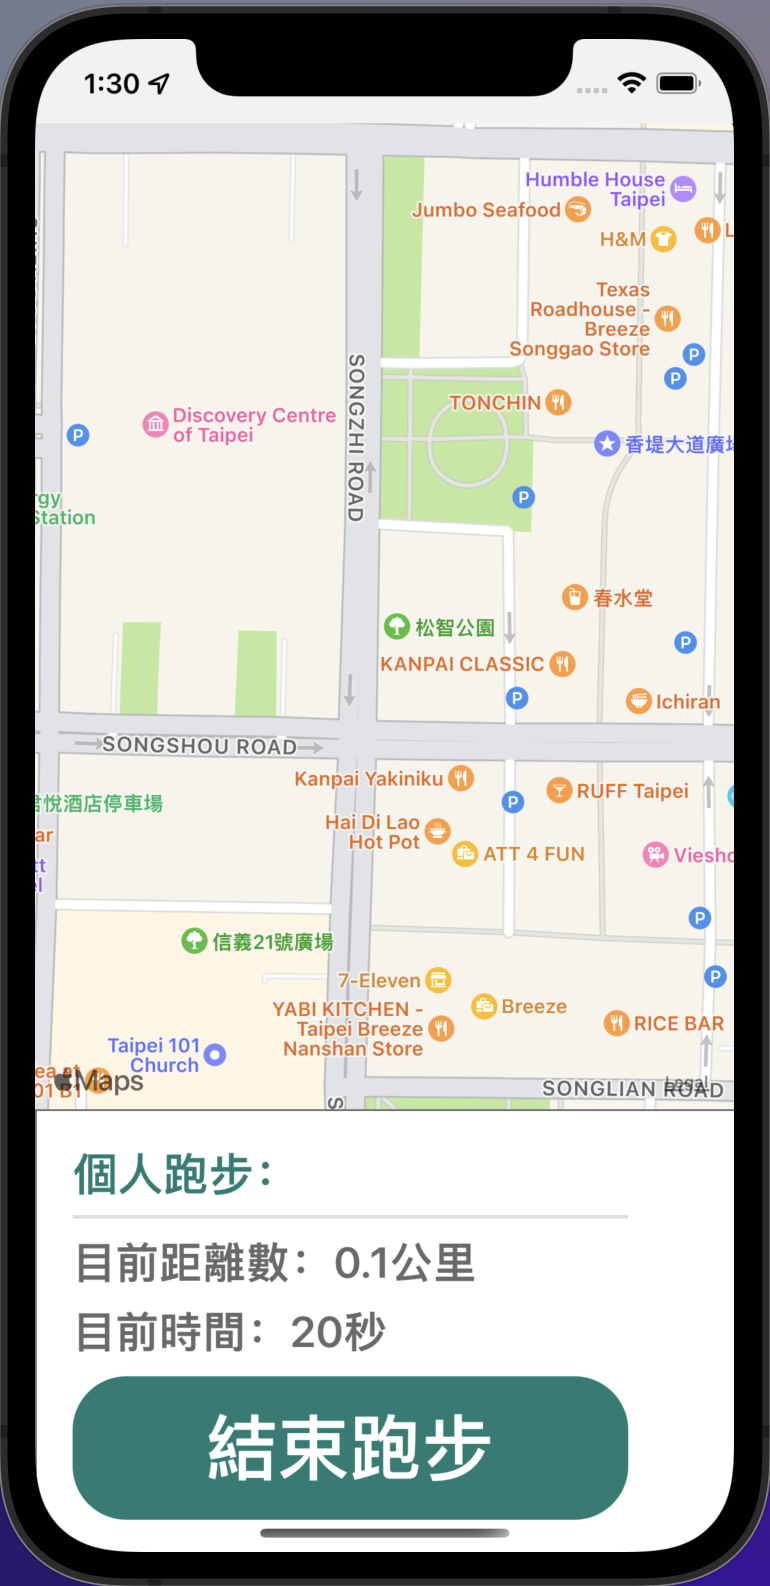 1:30
Humble House
Taipei
Jumbo Seafood
H&M
L
Texas
Roadhouse -
Breeze
Songgao Store
P
P
SONGZHI ROAD
TONCHIN
Discovery Centre
of Taipei
P
香堤大道廣場
P
rgy
Station
春水堂
松智公園
P
KANPAI CLASSIC
P
Ichiran
SONGSHOU ROAD
Kanpai Yakiniku
RUFF Taipei
P
君悅酒店停車場
Hai Di Lao
Hot Pot
ar
ATT 4 FUN
Viesho
tt
el
P
信義21號廣場
P
7-Eleven
Breeze
YABI KITCHEN -
Taipei Breeze
Nanshan Store
RICE BAR
Taipei 101
Church
ea at
01 B1
Maps
SONGLIAN ROAD
Legal
S
個人跑步：
目前距離數：0.1公里
目前時間：20秒
結束跑步